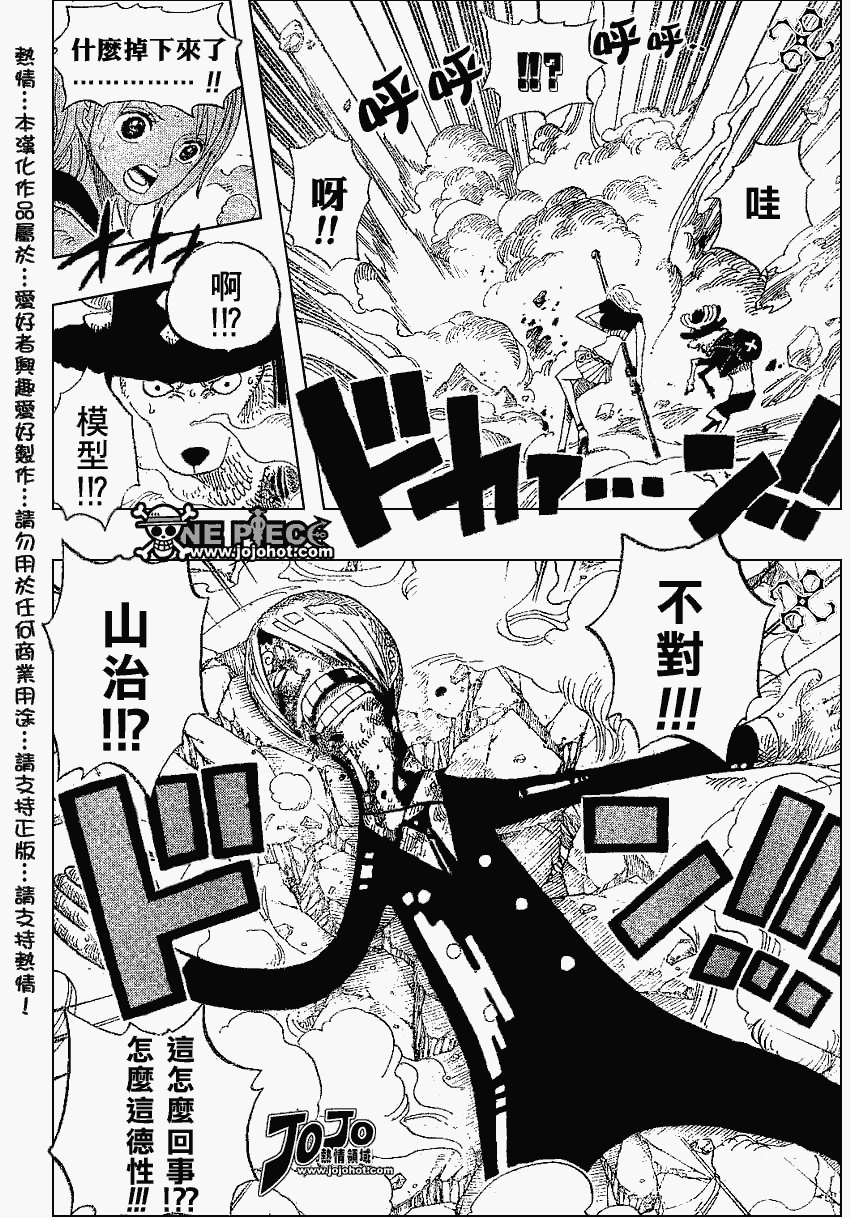 !!?
呼 呼
呼 呼
哇
呀!!
ドカァーン!!
什麼掉下來了
……………!!
啊!!?
模型!!?
ONE PIECE
www.jojohot.com
不對!!!
山治!!?
ドドン!!!
這怎麼回事!??
怎麼這德性!!!
JOJO
熱情領域
www.jojohot.com
熱情…本漢化作品屬於…愛好者興趣愛好製作…請勿用於任何商業用途…請支持正版…請支持熱情!